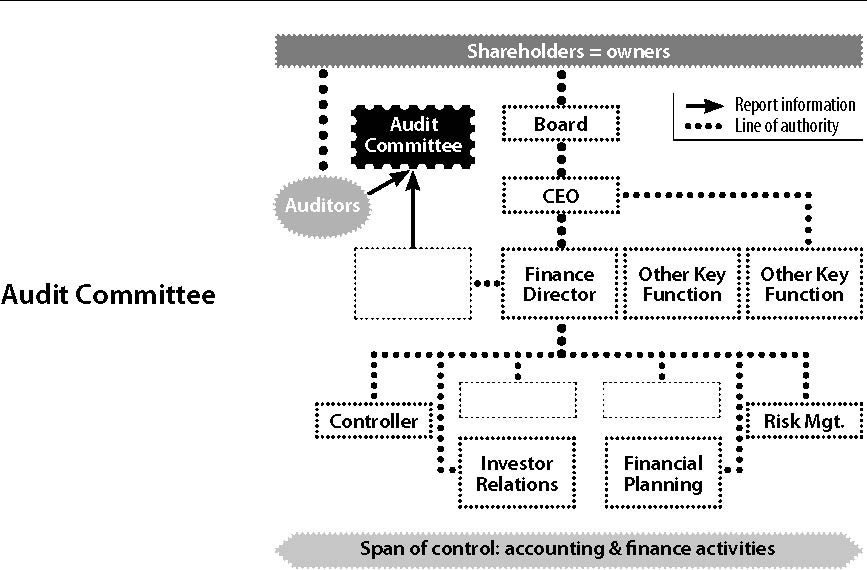 Shareholders = owners
Audit
Committee
Board
Report information
Line of authority
CEO
Auditors
Audit Committee
Finance
Director
Other Key
Function
Other Key
Function
Controller
Risk Mgt.
Investor
Relations
Financial
Planning
Span of control: accounting & finance activities